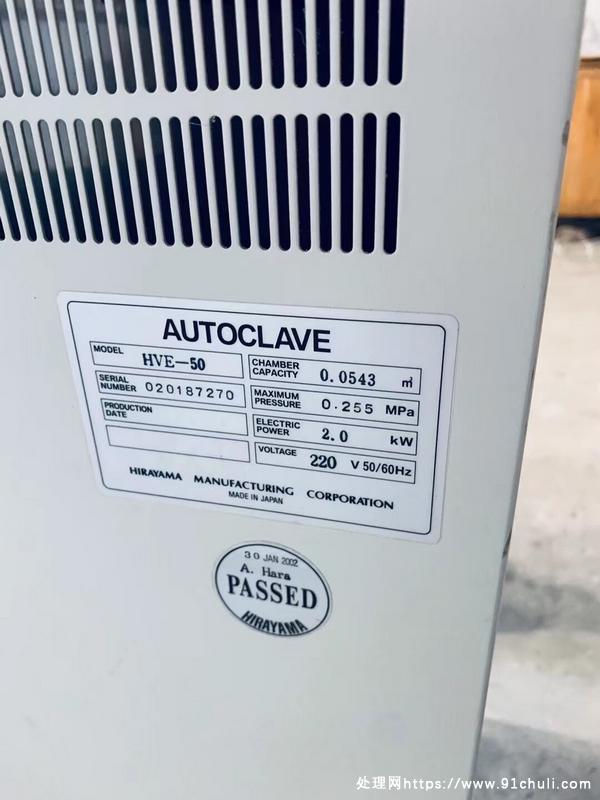 AUTOCLAVE
MODEL HVE-50
CHAMBER CAPACITY 0.0543 m³
SERIAL NUMBER 020187270
MAXIMUM PRESSURE 0.255 MPa
PRODUCTION DATE
ELECTRIC POWER 2.0 kW
VOLTAGE 220 V 50/60Hz
HIRAYAMA MANUFACTURING CORPORATION
MADE IN JAPAN
30 JAN 2002
A. Hara
PASSED
HIRAYAMA
处理网https://www.91chuli.com/